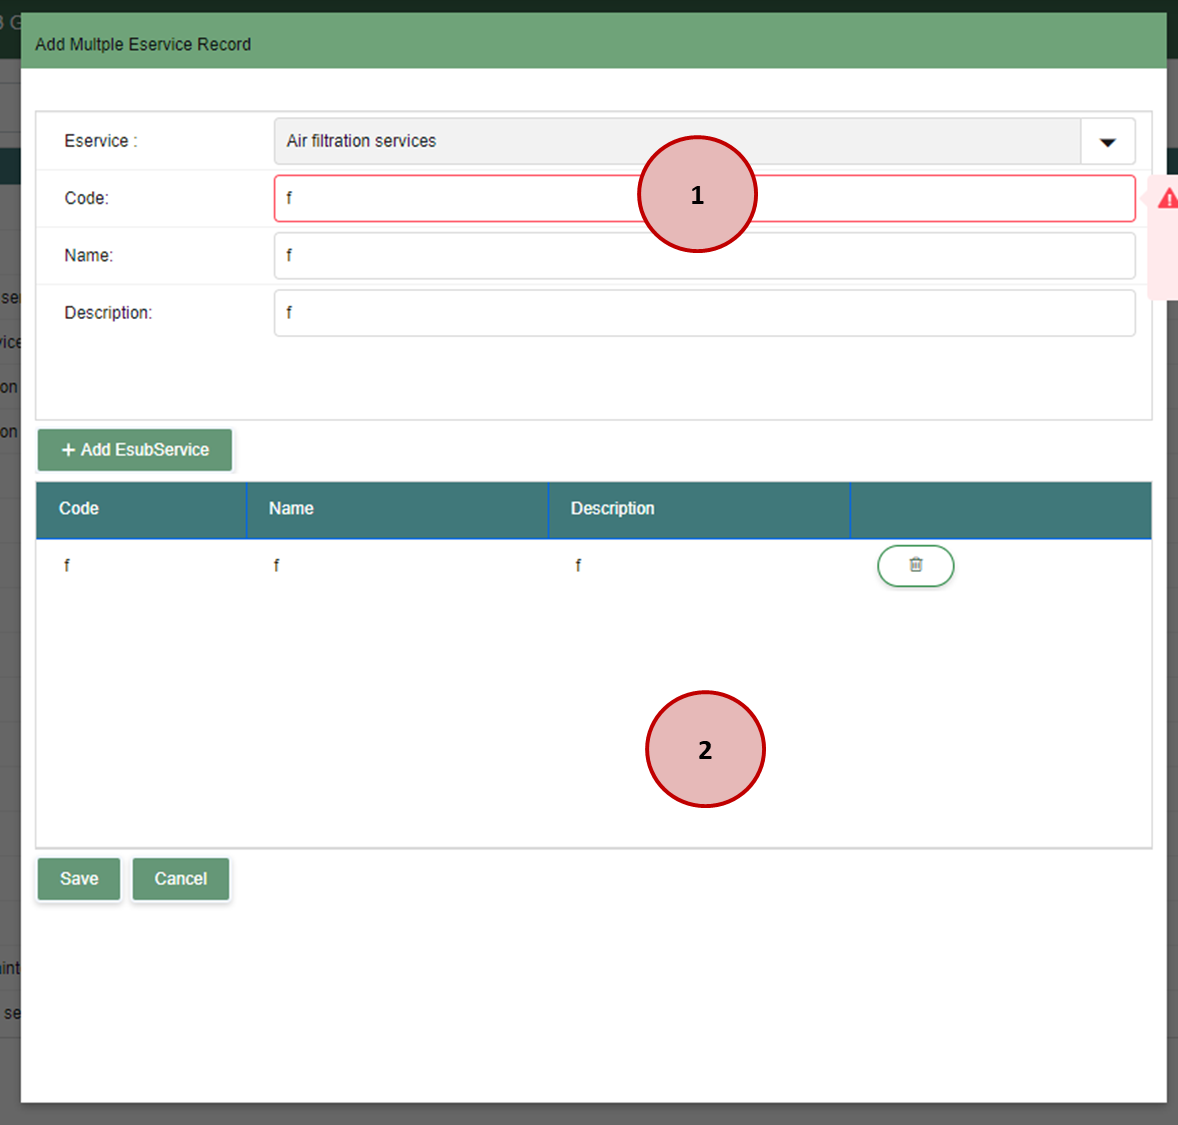 Add Multple Eservice Record
Eservice :
Air filtration services
Code:
f
1
Name:
f
Description:
f
+ Add EsubService
Code Name Description
f f f
2
Save Cancel